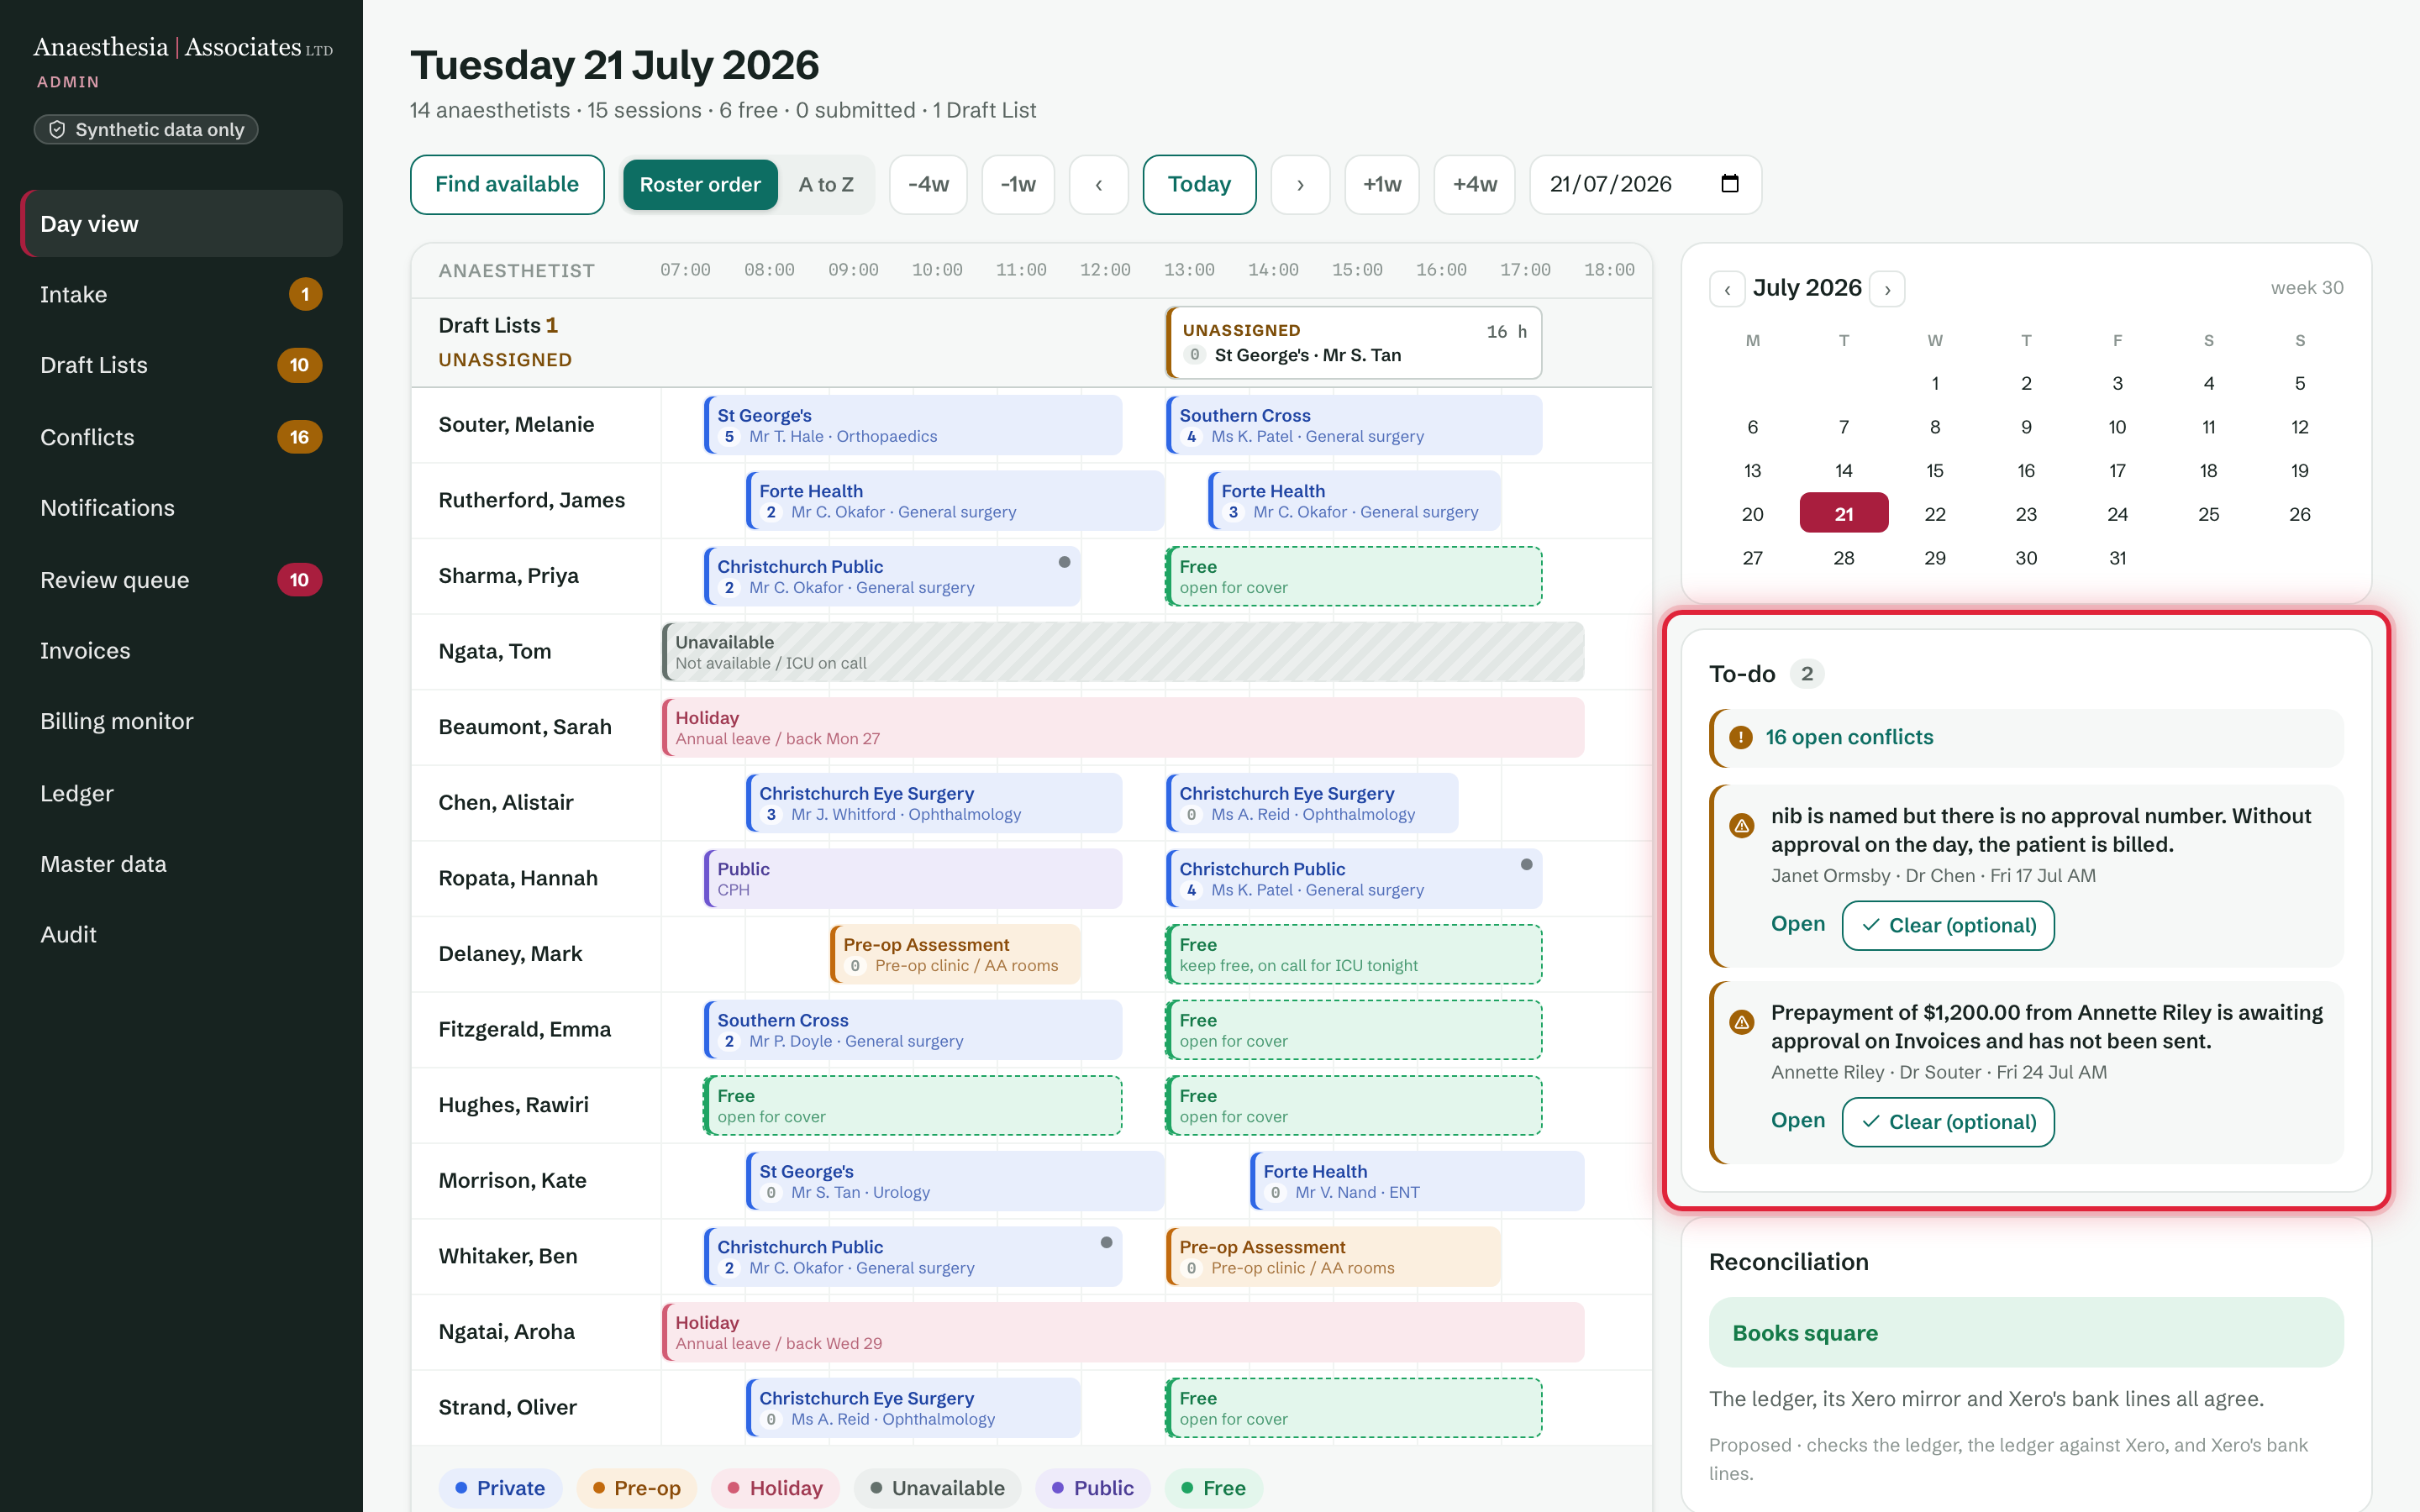 Anaesthesia | Associates LTD
ADMIN
Synthetic data only
Day view
Intake 1
Draft Lists 10
Conflicts 16
Notifications
Review queue 10
Invoices
Billing monitor
Ledger
Master data
Audit
Tuesday 21 July 2026
14 anaesthetists · 15 sessions · 6 free · 0 submitted · 1 Draft List
Find available Roster order A to Z -4w -1w ‹ Today › +1w +4w 21/07/2026
ANAESTHETIST 07:00 08:00 09:00 10:00 11:00 12:00 13:00 14:00 15:00 16:00 17:00 18:00
Draft Lists 1
UNASSIGNED
UNASSIGNED 16 h
0 St George's · Mr S. Tan
Souter, Melanie
St George's
5 Mr T. Hale · Orthopaedics
Southern Cross
4 Ms K. Patel · General surgery
Rutherford, James
Forte Health
2 Mr C. Okafor · General surgery
Forte Health
3 Mr C. Okafor · General surgery
Sharma, Priya
Christchurch Public
2 Mr C. Okafor · General surgery
Free
open for cover
Ngata, Tom
Unavailable
Not available / ICU on call
Beaumont, Sarah
Holiday
Annual leave / back Mon 27
Chen, Alistair
Christchurch Eye Surgery
3 Mr J. Whitford · Ophthalmology
Christchurch Eye Surgery
0 Ms A. Reid · Ophthalmology
Ropata, Hannah
Public
CPH
Christchurch Public
4 Ms K. Patel · General surgery
Delaney, Mark
Pre-op Assessment
0 Pre-op clinic / AA rooms
Free
keep free, on call for ICU tonight
Fitzgerald, Emma
Southern Cross
2 Mr P. Doyle · General surgery
Free
open for cover
Hughes, Rawiri
Free
open for cover
Free
open for cover
Morrison, Kate
St George's
0 Mr S. Tan · Urology
Forte Health
0 Mr V. Nand · ENT
Whitaker, Ben
Christchurch Public
2 Mr C. Okafor · General surgery
Pre-op Assessment
0 Pre-op clinic / AA rooms
Ngatai, Aroha
Holiday
Annual leave / back Wed 29
Strand, Oliver
Christchurch Eye Surgery
0 Ms A. Reid · Ophthalmology
Free
open for cover
Private Pre-op Holiday Unavailable Public Free
‹ July 2026 › week 30
M T W T F S S
1 2 3 4 5
6 7 8 9 10 11 12
13 14 15 16 17 18 19
20 21 22 23 24 25 26
27 28 29 30 31
To-do 2
16 open conflicts
nib is named but there is no approval number. Without
approval on the day, the patient is billed.
Janet Ormsby · Dr Chen · Fri 17 Jul AM
Open Clear (optional)
Prepayment of $1,200.00 from Annette Riley is awaiting
approval on Invoices and has not been sent.
Annette Riley · Dr Souter · Fri 24 Jul AM
Open Clear (optional)
Reconciliation
Books square
The ledger, its Xero mirror and Xero's bank lines all agree.
Proposed · checks the ledger, the ledger against Xero, and Xero's bank
lines.